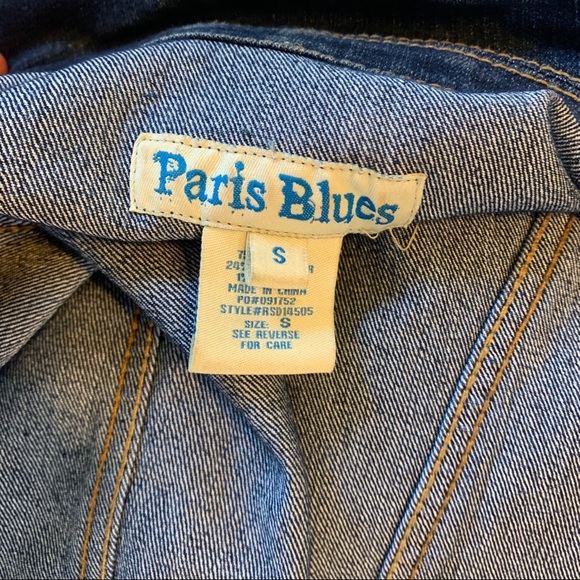 Paris Blues
S
MADE IN CHINA
PO#091752
STYLE#RSD14505
SIZE: S
SEE REVERSE
FOR CARE